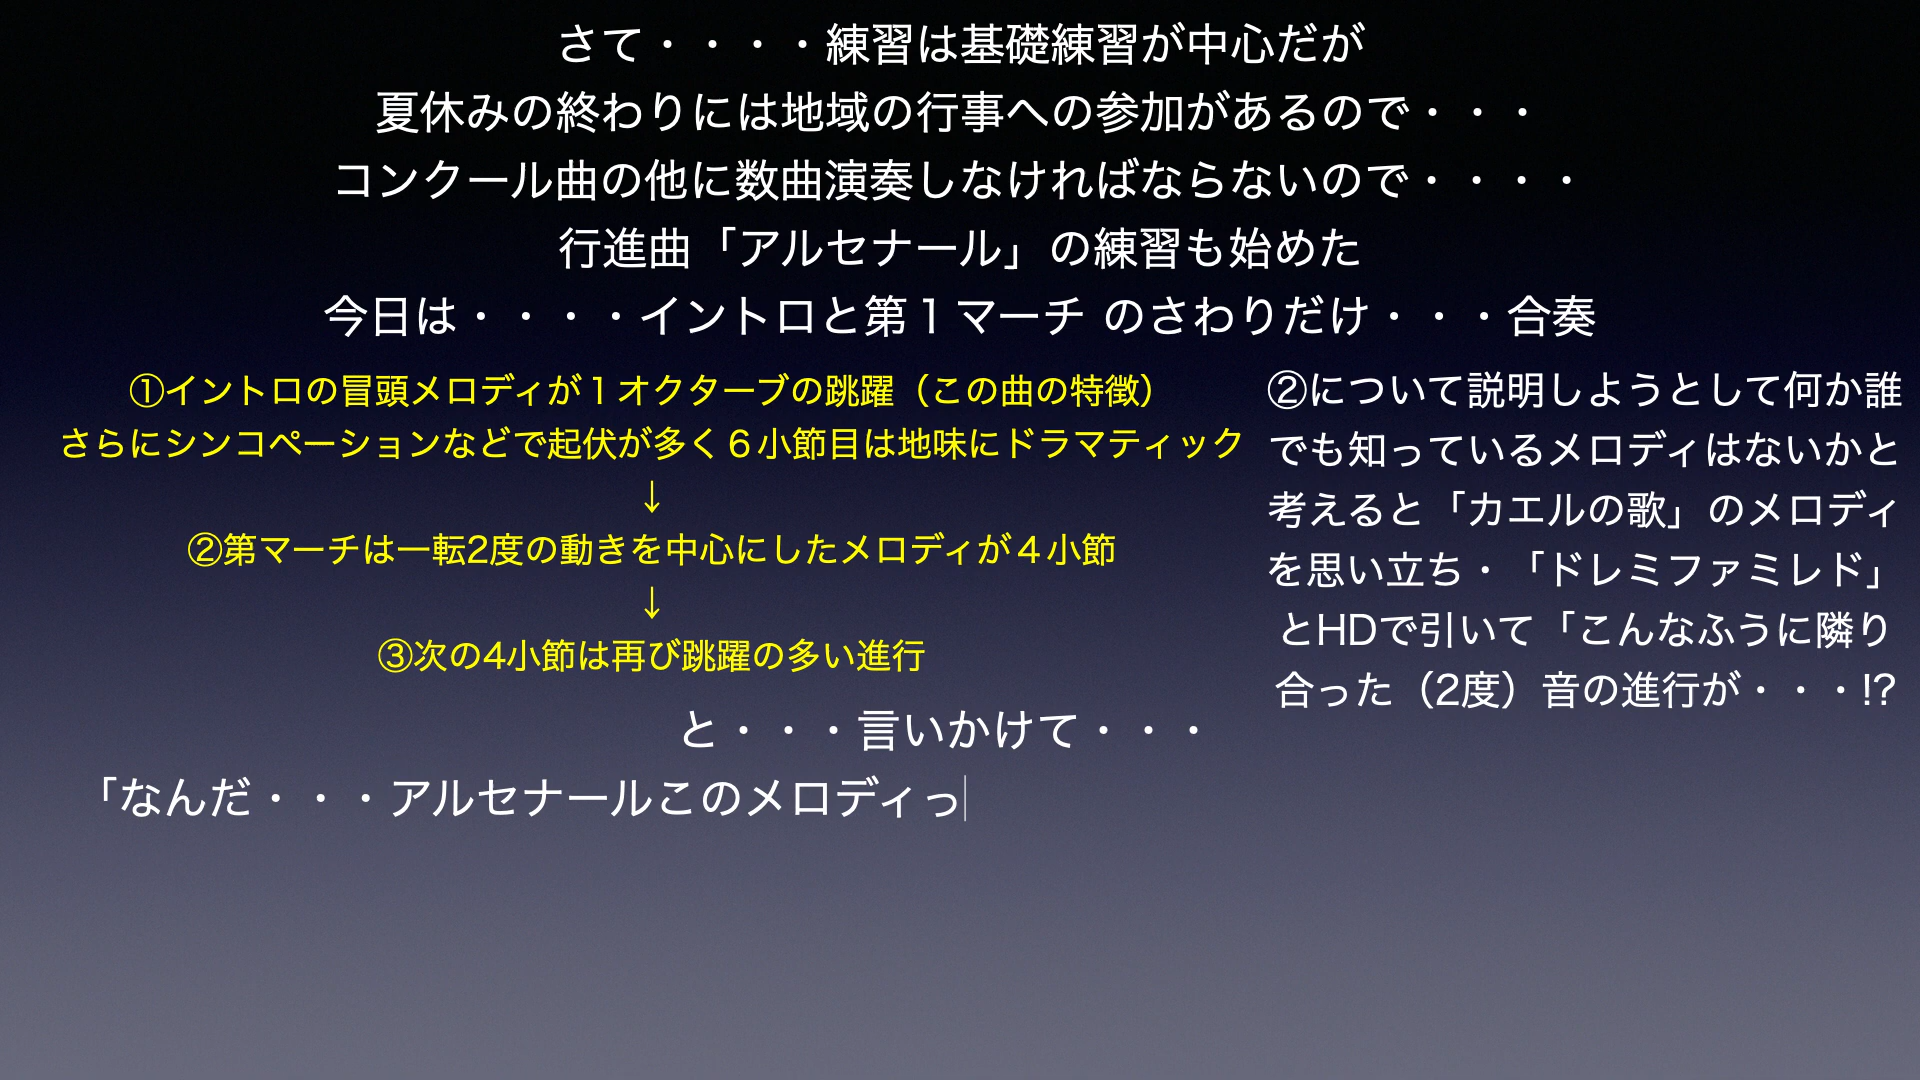 さて・・・・練習は基礎練習が中心だが
夏休みの終わりには地域の行事への参加があるので・・・
コンクール曲の他に数曲演奏しなければならないので・・・・
行進曲「アルセナール」の練習も始めた
今日は・・・・イントロと第１マーチ のさわりだけ・・・合奏
①イントロの冒頭メロディが１オクターブの跳躍（この曲の特徴）
さらにシンコペーションなどで起伏が多く６小節目は地味にドラマティック
↓
②第マーチは一転2度の動きを中心にしたメロディが４小節
↓
③次の4小節は再び跳躍の多い進行
②について説明しようとして何か誰
でも知っているメロディはないかと
考えると「カエルの歌」のメロディ
を思い立ち・「ドレミファミレド」
とHDで引いて「こんなふうに隣り
合った（2度）音の進行が・・・!?
と・・・言いかけて・・・
「なんだ・・・アルセナールこのメロディっ